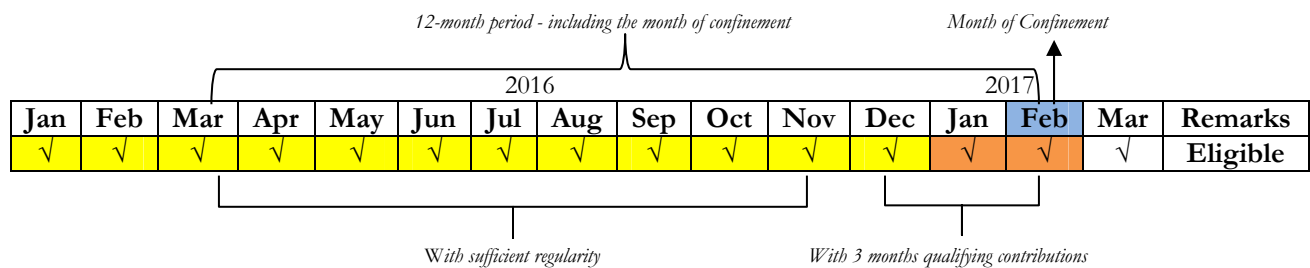 12-month period - including the month of confinement Month of Confinement
2016 2017
Jan Feb Mar Apr May Jun Jul Aug Sep Oct Nov Dec Jan Feb Mar Remarks
√ √ √ √ √ √ √ √ √ √ √ √ √ √ √ Eligible
With sufficient regularity With 3 months qualifying contributions